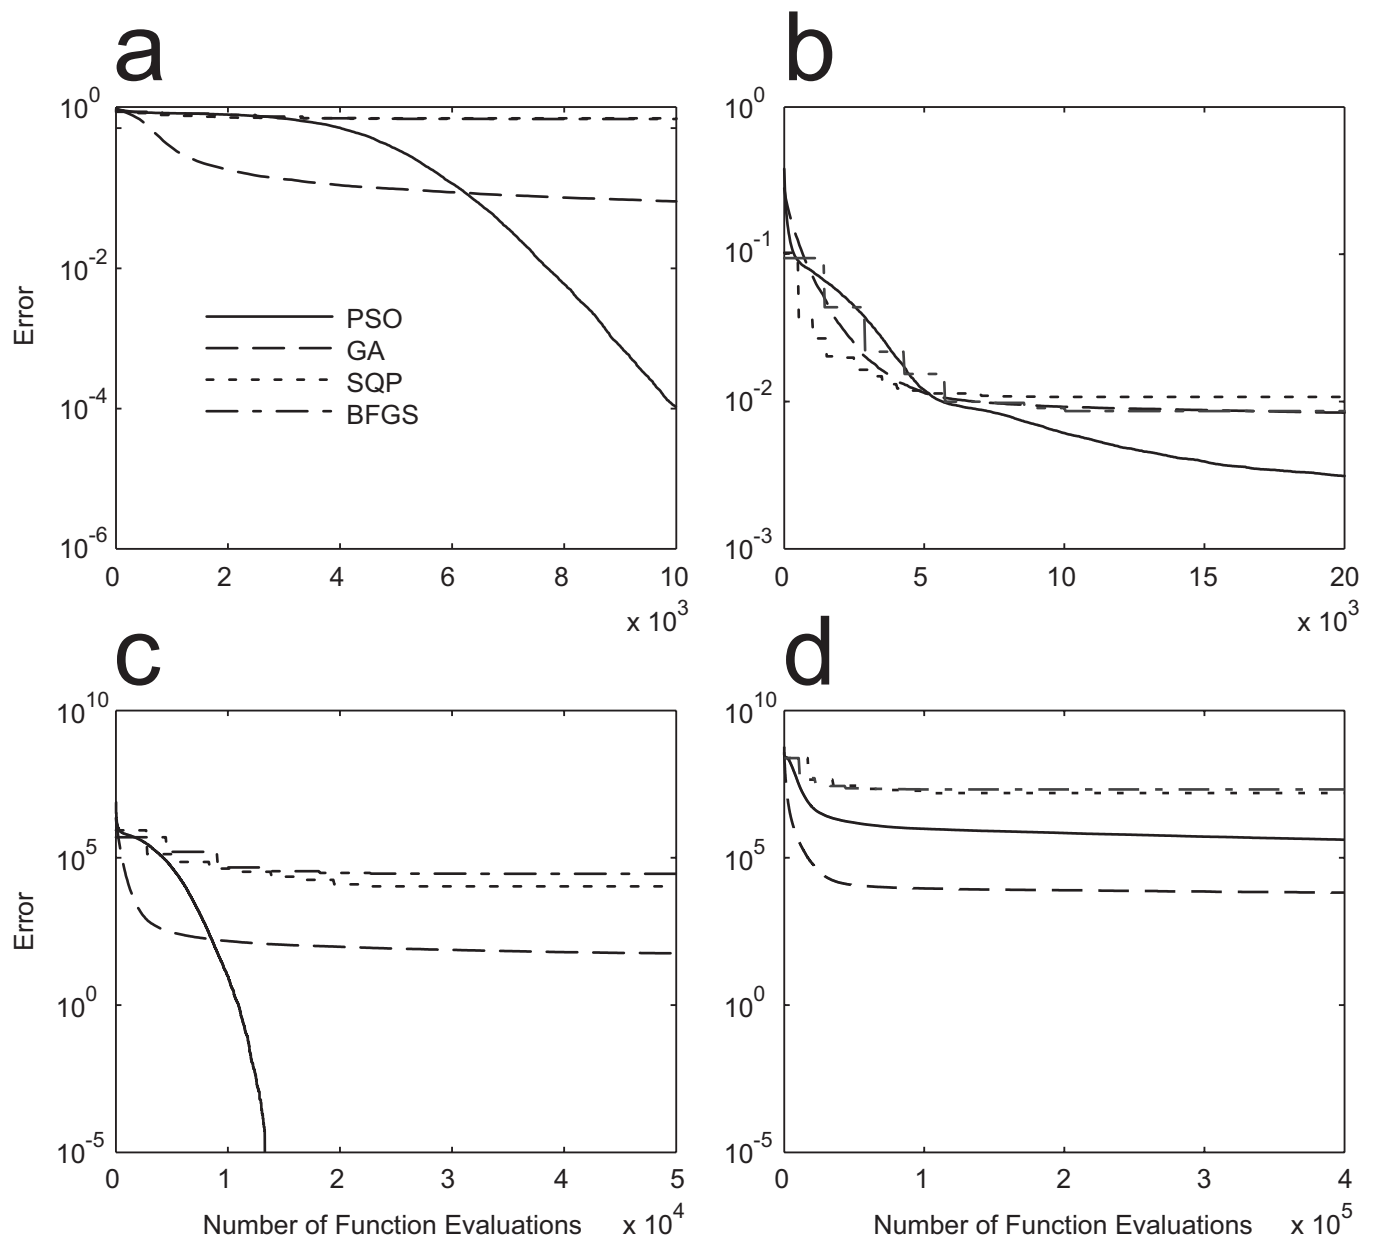 a
b
10^0
10^-2
10^-4
10^-6
Error
PSO
GA
SQP
BFGS
0 2 4 6 8 10
x 10^3
10^0
10^-1
10^-2
10^-3
0 5 10 15 20
x 10^3
c
d
10^10
10^5
10^0
10^-5
Error
0 1 2 3 4 5
Number of Function Evaluations x 10^4
10^10
10^5
10^0
10^-5
0 1 2 3 4
Number of Function Evaluations x 10^5